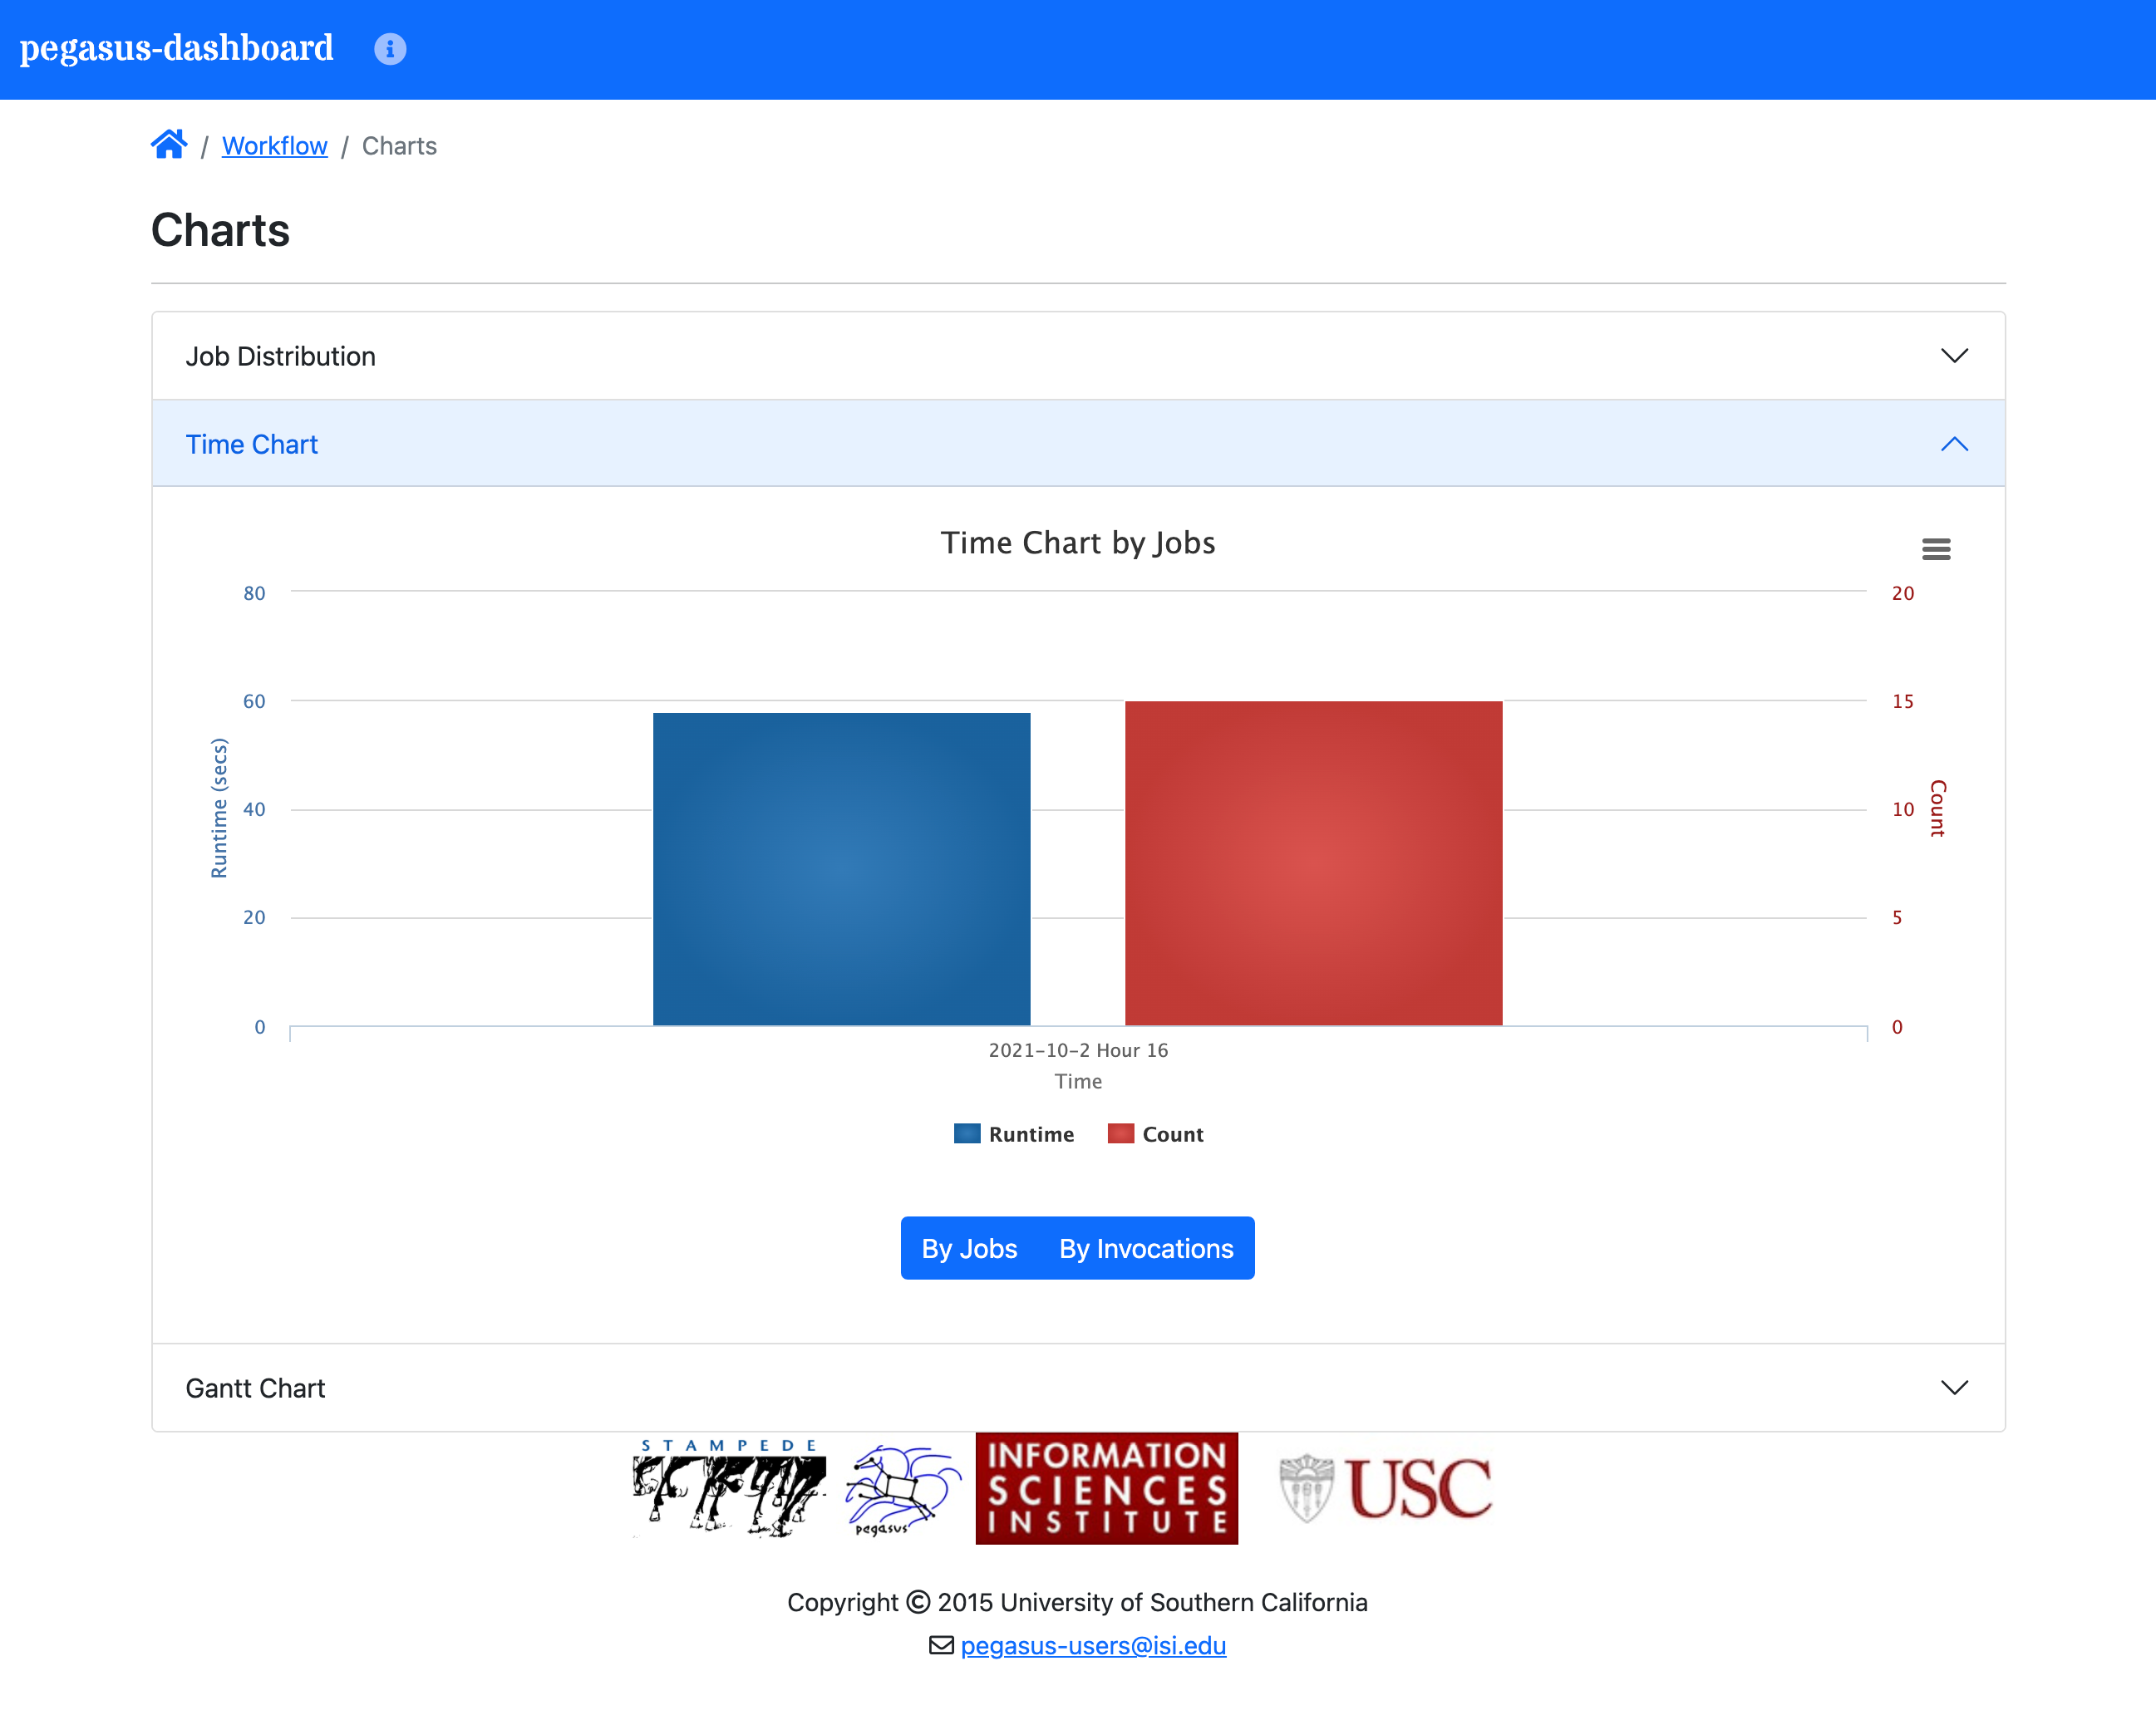 pegasus-dashboard
/ Workflow / Charts
Charts
Job Distribution
Time Chart
Time Chart by Jobs
80
60
40
20
0
Runtime (secs)
20
15
10
5
0
Count
2021-10-2 Hour 16
Time
Runtime Count
By Jobs By Invocations
Gantt Chart
STAMPEDE
pegasus
INFORMATION
SCIENCES
INSTITUTE
USC
Copyright © 2015 University of Southern California
pegasus-users@isi.edu